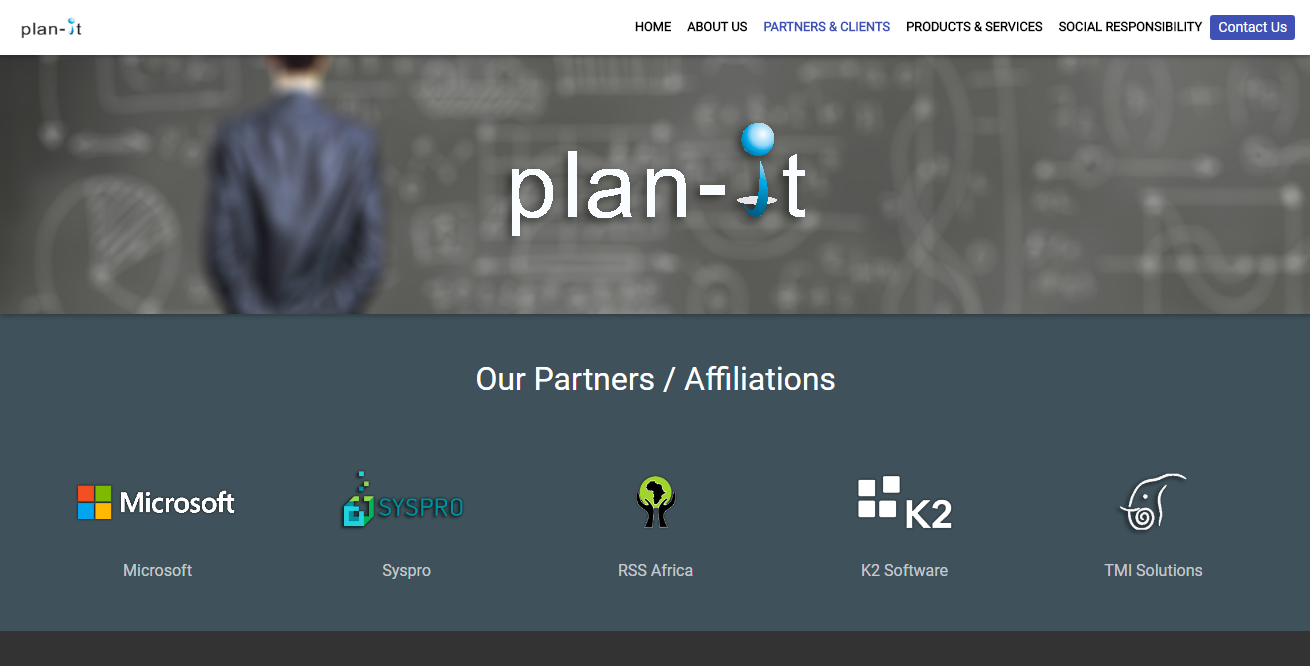 plan-it
HOME ABOUT US PARTNERS & CLIENTS PRODUCTS & SERVICES SOCIAL RESPONSIBILITY Contact Us
plan-it
Our Partners / Affiliations
Microsoft SYSPRO K2
Microsoft Syspro RSS Africa K2 Software TMI Solutions